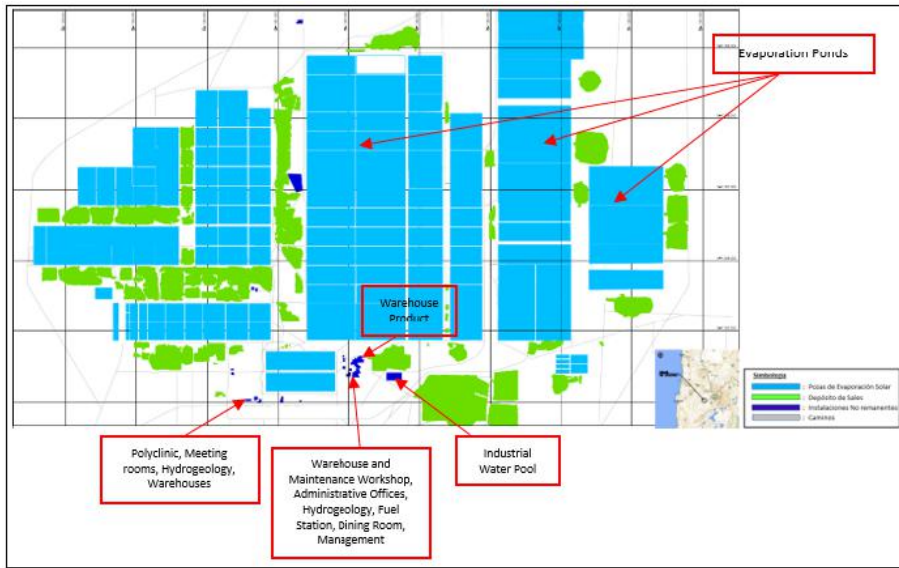 Evaporation Ponds
Warehouse
Product
Simbología
: Pozas de Evaporación Solar
: Depósito de Sales
: Instalaciones No remanentes
: Caminos
Polyclinic, Meeting
rooms, Hydrogeology,
Warehouses
Warehouse and
Maintenance Workshop,
Administrative Offices,
Hydrogeology, Fuel
Station, Dining Room,
Management
Industrial
Water Pool